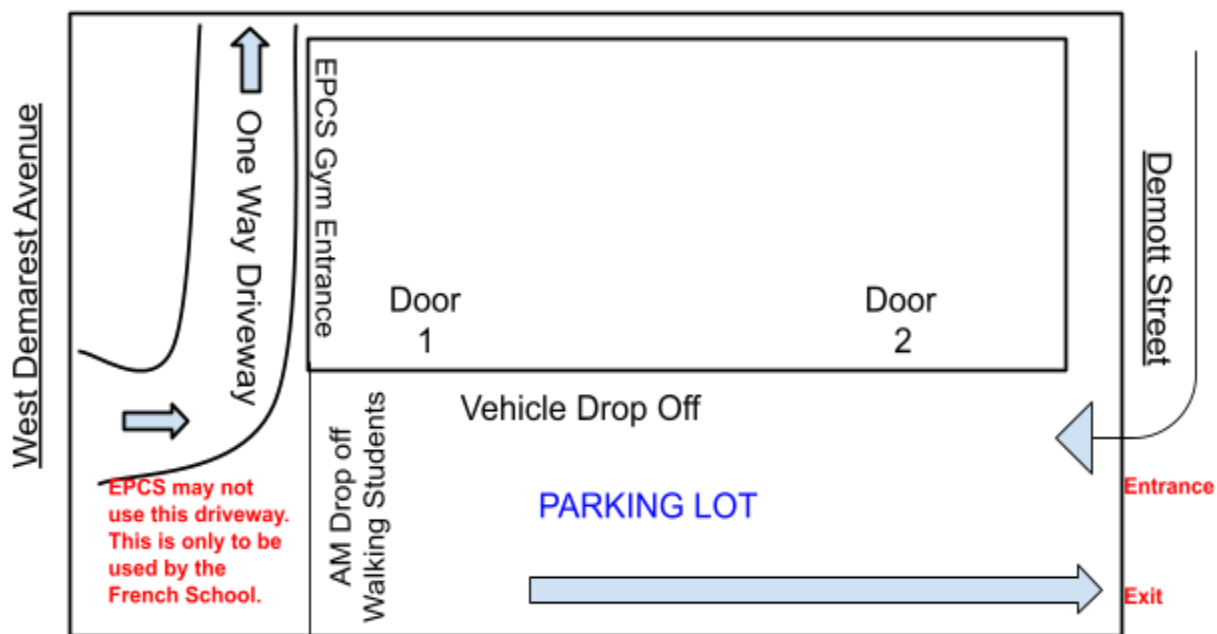 West Demarest Avenue
One Way Driveway
EPCS Gym Entrance
Door
1
Door
2
Demott Street
Vehicle Drop Off
AM Drop off
Walking Students
PARKING LOT
EPCS may not
use this driveway.
This is only to be
used by the
French School.
Entrance
Exit